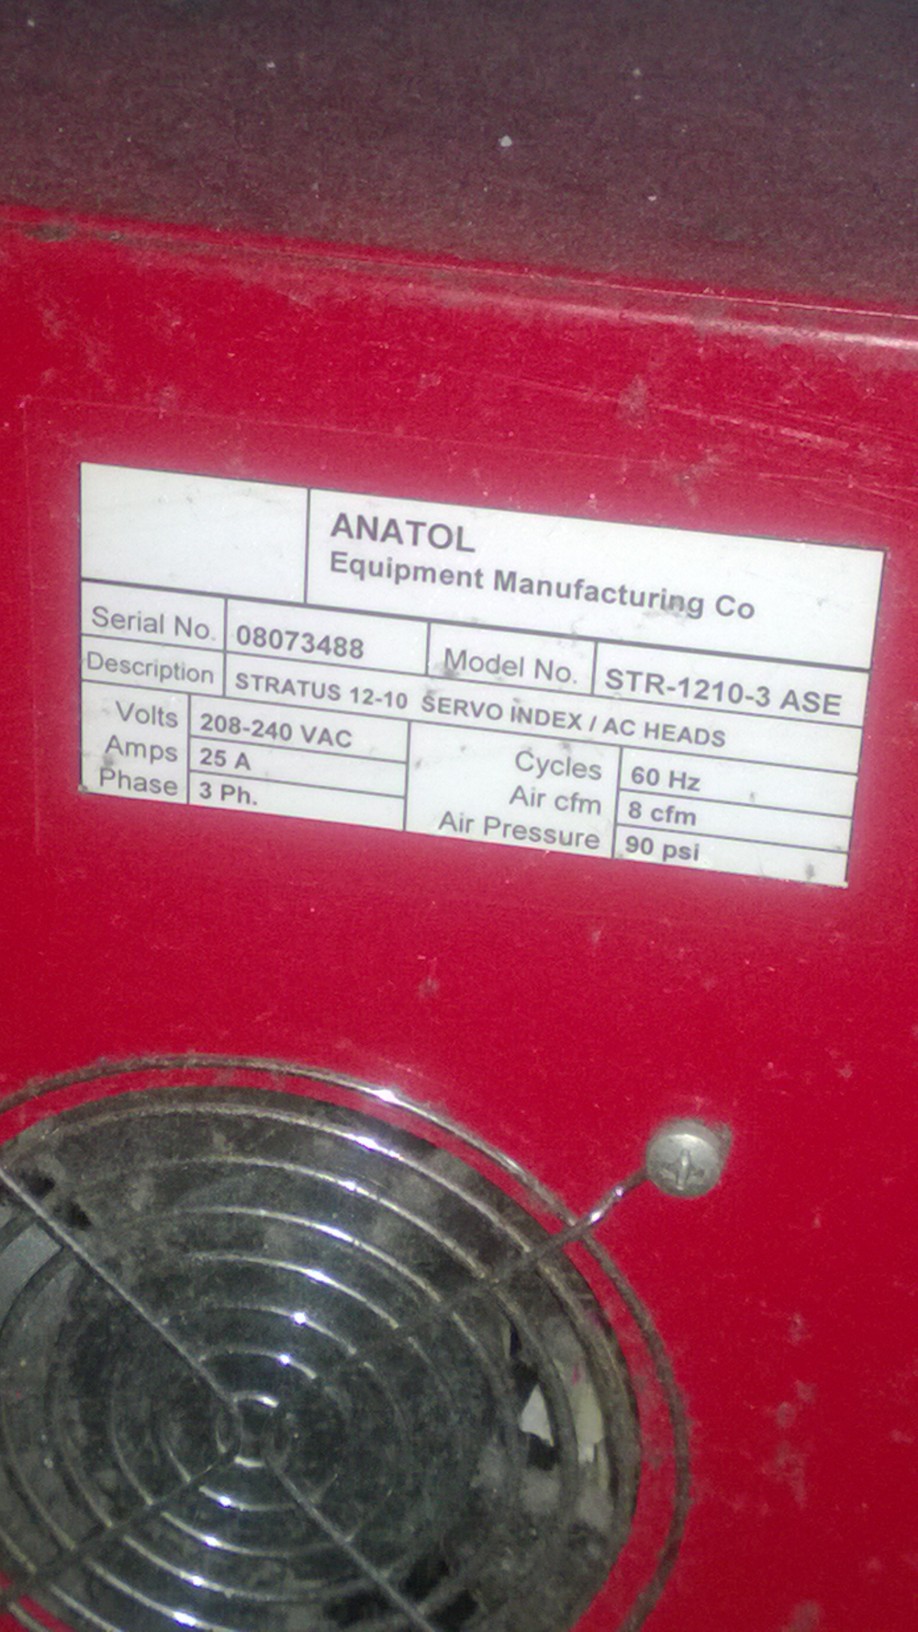 ANATOL
Equipment Manufacturing Co
Serial No. 08073488 Model No. STR-1210-3 ASE
Description STRATUS 12-10 SERVO INDEX / AC HEADS
Volts 208-240 VAC Cycles 60 Hz
Amps 25 A Air cfm 8 cfm
Phase 3 Ph. Air Pressure 90 psi